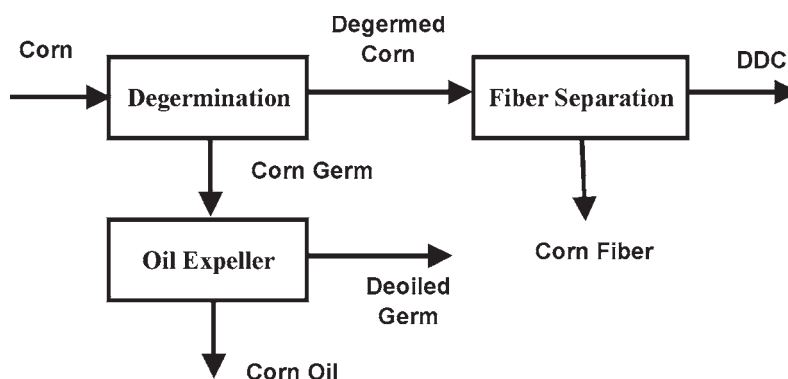 Corn
Degermed
Corn
DDC
Degermination
Fiber Separation
Corn Germ
Corn Fiber
Oil Expeller
Deoiled
Germ
Corn Oil